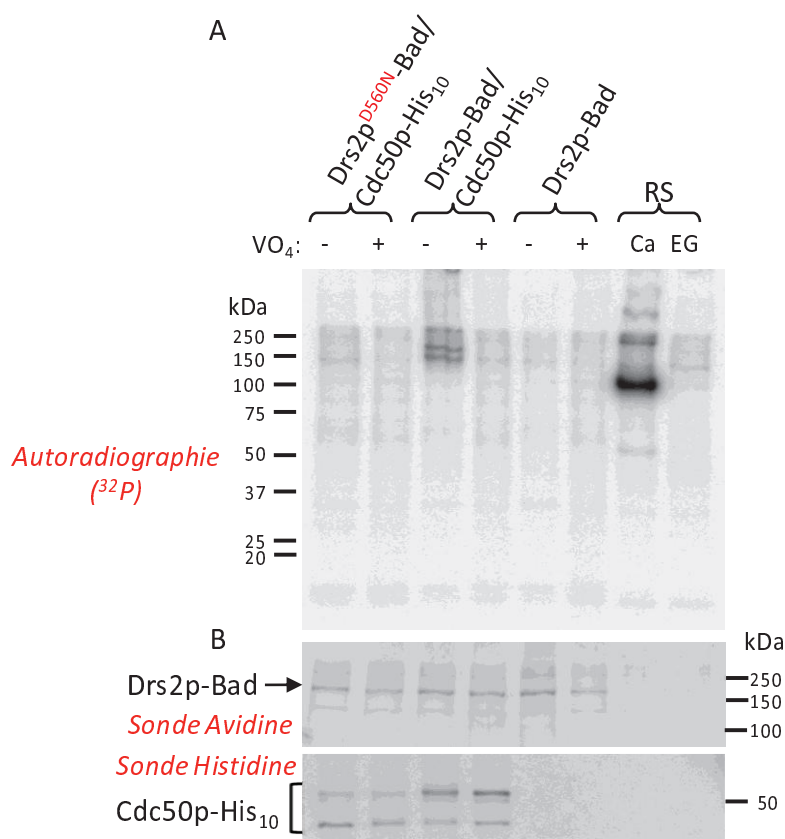 A
Drs2pD560N-Bad/
Cdc50p-His10
Drs2p-Bad/
Cdc50p-His10
Drs2p-Bad
RS
VO4: - + - + - + Ca EG
kDa
250
150
100
75
50
37
25
20
Autoradiographie
(32P)
B
kDa
Drs2p-Bad
Sonde Avidine
250
150
100
Sonde Histidine
Cdc50p-His10
50